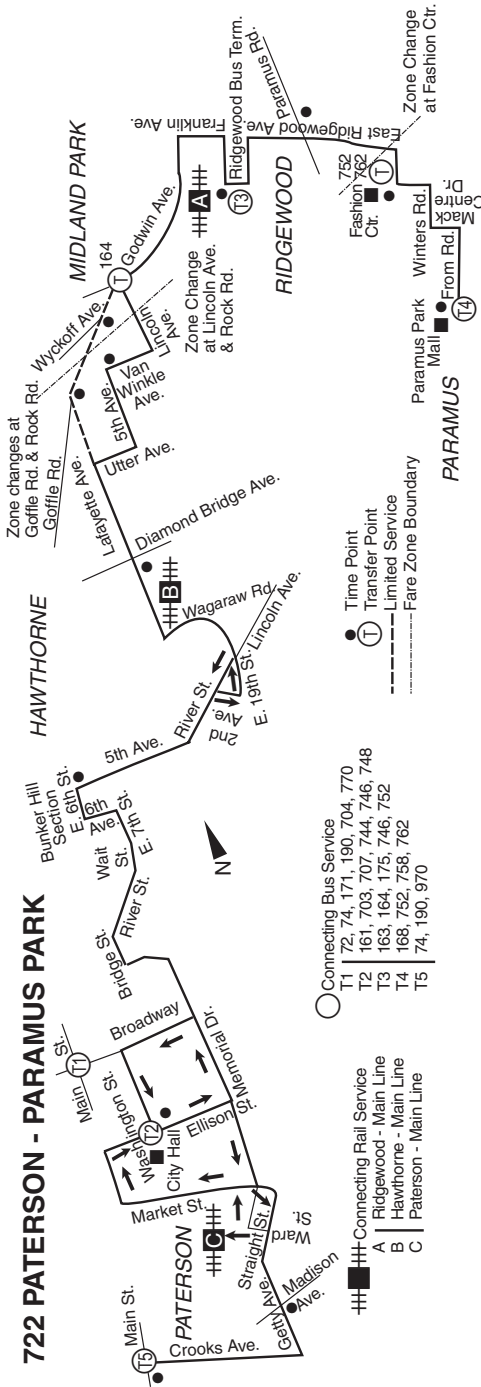 722 PATERSON - PARAMUS PARK
Main St.
T5
Crooks Ave.
Getty Ave.
Madison
Ave.
PATERSON
C
Straight St.
Ward
St.
Market St.
Washington St.
T2
City Hall
Ellison St.
Memorial Dr.
Main St.
T1
Broadway
Bridge St.
River St.
Wait
St.
E. 7th St.
E. 6th
Ave.
Bunker Hill
Section
E. 6th St.
5th Ave.
HAWTHORNE
River St.
2nd
Ave.
E. 19th St.
Lincoln Ave.
Wagaraw Rd.
B
Diamond Bridge Ave.
Lafayette Ave.
Utter Ave.
5th Ave.
Van
Winkle
Ave.
Lincoln
Ave.
Zone changes at
Goffle Rd. & Rock Rd.
Goffle Rd.
Wyckoff Ave.
Zone Change
at Lincoln Ave.
& Rock Rd.
MIDLAND PARK
164
T
Godwin Ave.
A
Franklin Ave.
Ridgewood Bus Term.
T3
RIDGEWOOD
East Ridgewood Ave.
Paramus Rd.
752
762
T
Fashion
Ctr.
Zone Change
at Fashion Ctr.
Winters Rd.
Mack
Centre
Dr.
From Rd.
Paramus Park
Mall
T4
PARAMUS
N
Connecting Rail Service
A Ridgewood - Main Line
B Hawthorne - Main Line
C Paterson - Main Line
Connecting Bus Service
T1 72, 74, 171, 190, 704, 770
T2 161, 703, 707, 744, 746, 748
T3 163, 164, 175, 746, 752
T4 168, 752, 758, 762
T5 74, 190, 970
Time Point
T Transfer Point
Limited Service
Fare Zone Boundary